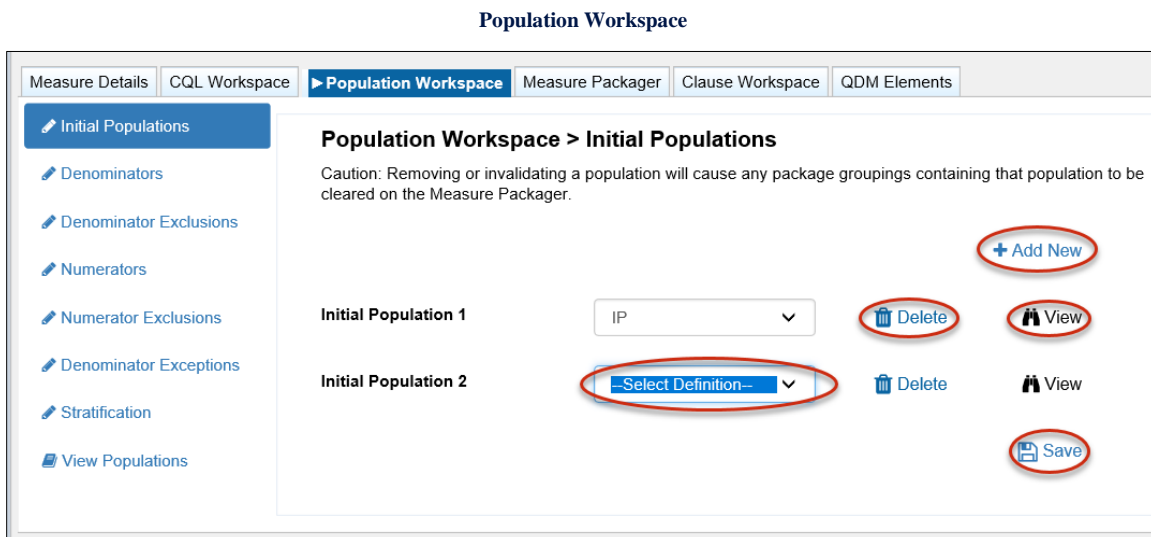 Population Workspace
Measure Details CQL Workspace ▶Population Workspace Measure Packager Clause Workspace QDM Elements
Initial Populations
Denominators
Denominator Exclusions
Numerators
Numerator Exclusions
Denominator Exceptions
Stratification
View Populations
Population Workspace > Initial Populations
Caution: Removing or invalidating a population will cause any package groupings containing that population to be
cleared on the Measure Packager.
+ Add New
Initial Population 1 IP Delete View
Initial Population 2 --Select Definition-- Delete View
Save